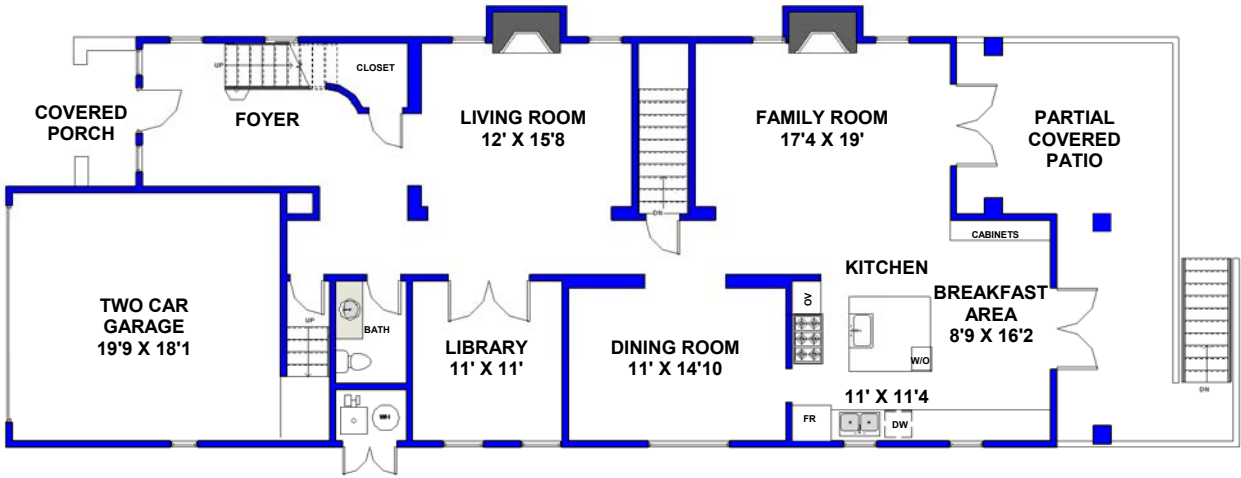 UP
CLOSET
COVERED
PORCH
FOYER
LIVING ROOM
12' X 15'8
FAMILY ROOM
17'4 X 19'
PARTIAL
COVERED
PATIO
DN
CABINETS
KITCHEN
TWO CAR
GARAGE
19'9 X 18'1
UP
BATH
LIBRARY
11' X 11'
DINING ROOM
11' X 14'10
OV
BREAKFAST
AREA
8'9 X 16'2
W/O
11' X 11'4
DN
WH
FR
DW